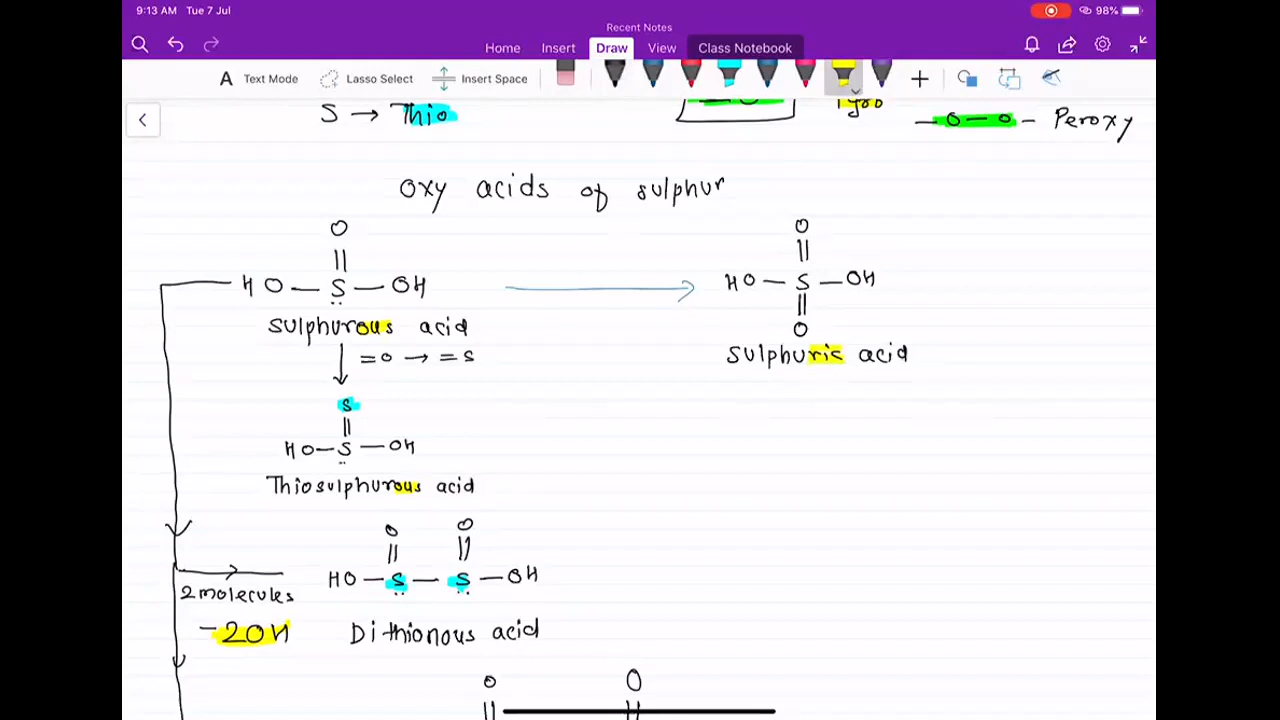 9:13 AM Tue 7 Jul
98%
Recent Notes
Home Insert Draw View Class Notebook
A Text Mode Lasso Select Insert Space
S → Thio
— O — O — Peroxy
Oxy acids of sulphur
O
HO — S — OH
Sulphurous acid
O
HO — S — OH
O
Sulphuric acid
=O → =S
S
HO — S — OH
Thiosulphurous acid
2 molecules
-2OH
O O
HO — S — S — OH
Dithionous acid
O O